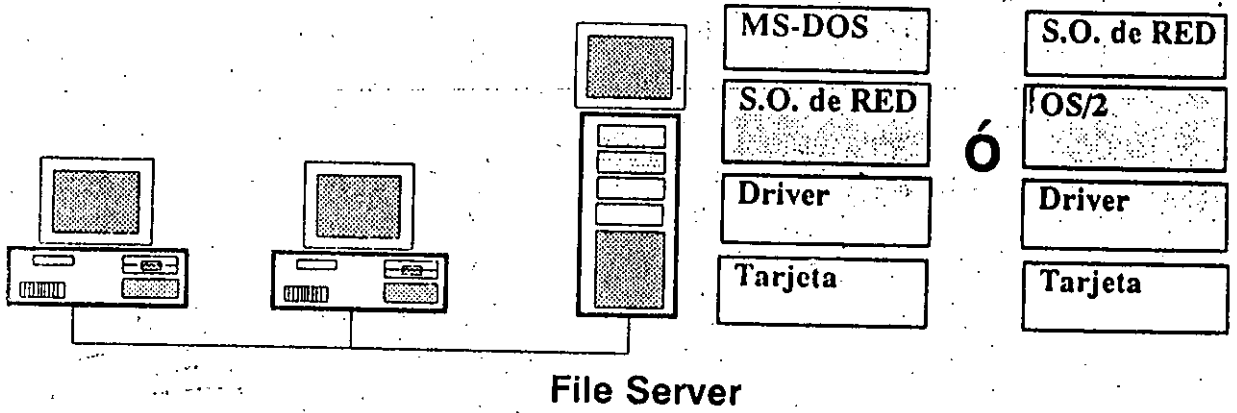 MS-DOS
S.O. de RED
Driver
Tarjeta
Ó
S.O. de RED
OS/2
Driver
Tarjeta
File Server